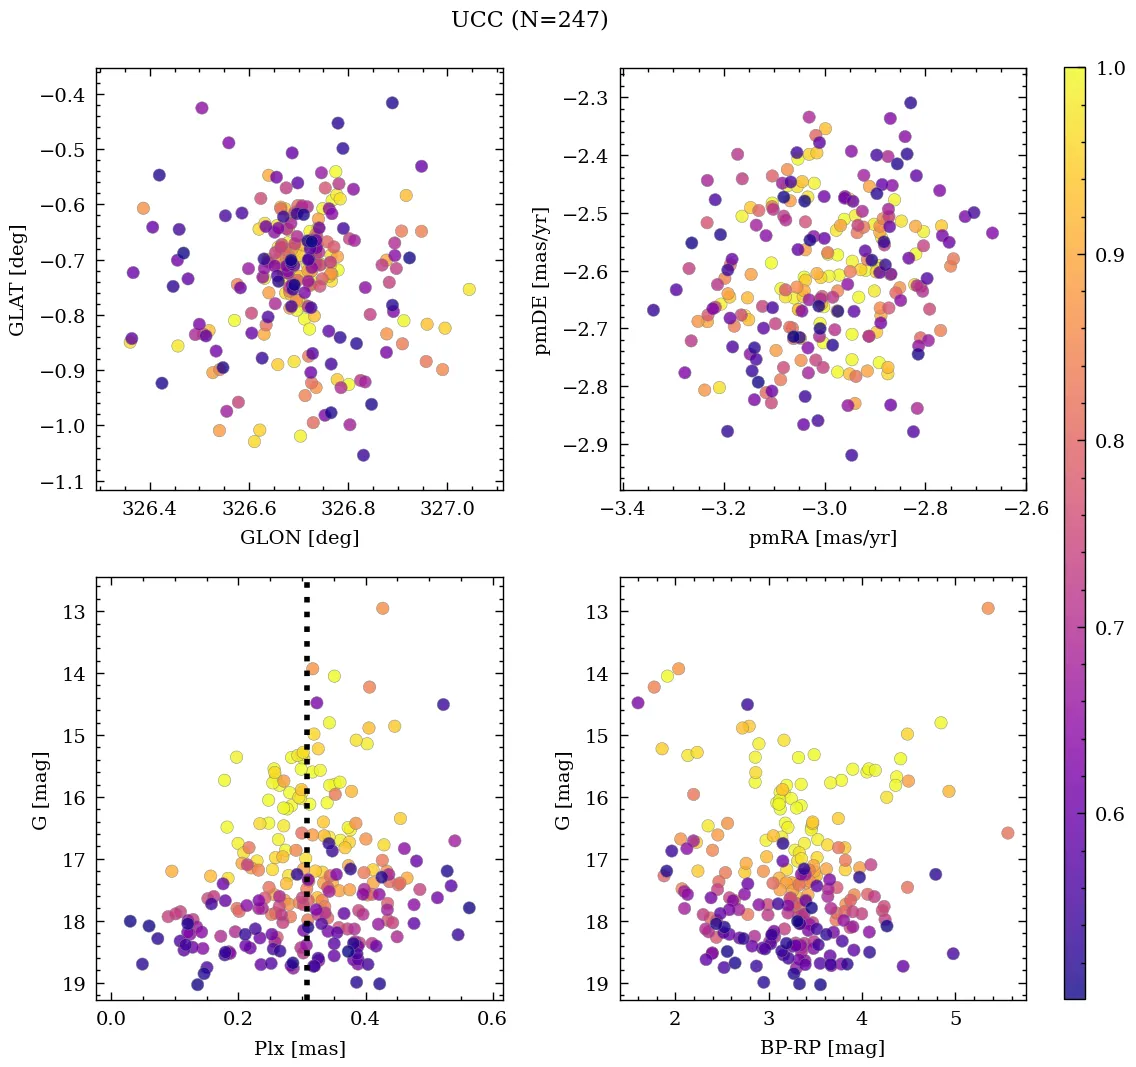 UCC (N=247)
−0.4
−0.5
−0.6
−0.7
−0.8
−0.9
−1.0
−1.1
GLAT [deg]
326.4 326.6 326.8 327.0
GLON [deg]
−2.3
−2.4
−2.5
−2.6
−2.7
−2.8
−2.9
pmDE [mas/yr]
−3.4 −3.2 −3.0 −2.8 −2.6
pmRA [mas/yr]
1.0
0.9
0.8
0.7
0.6
13
14
15
16
17
18
19
G [mag]
0.0 0.2 0.4 0.6
Plx [mas]
13
14
15
16
17
18
19
G [mag]
2 3 4 5
BP-RP [mag]